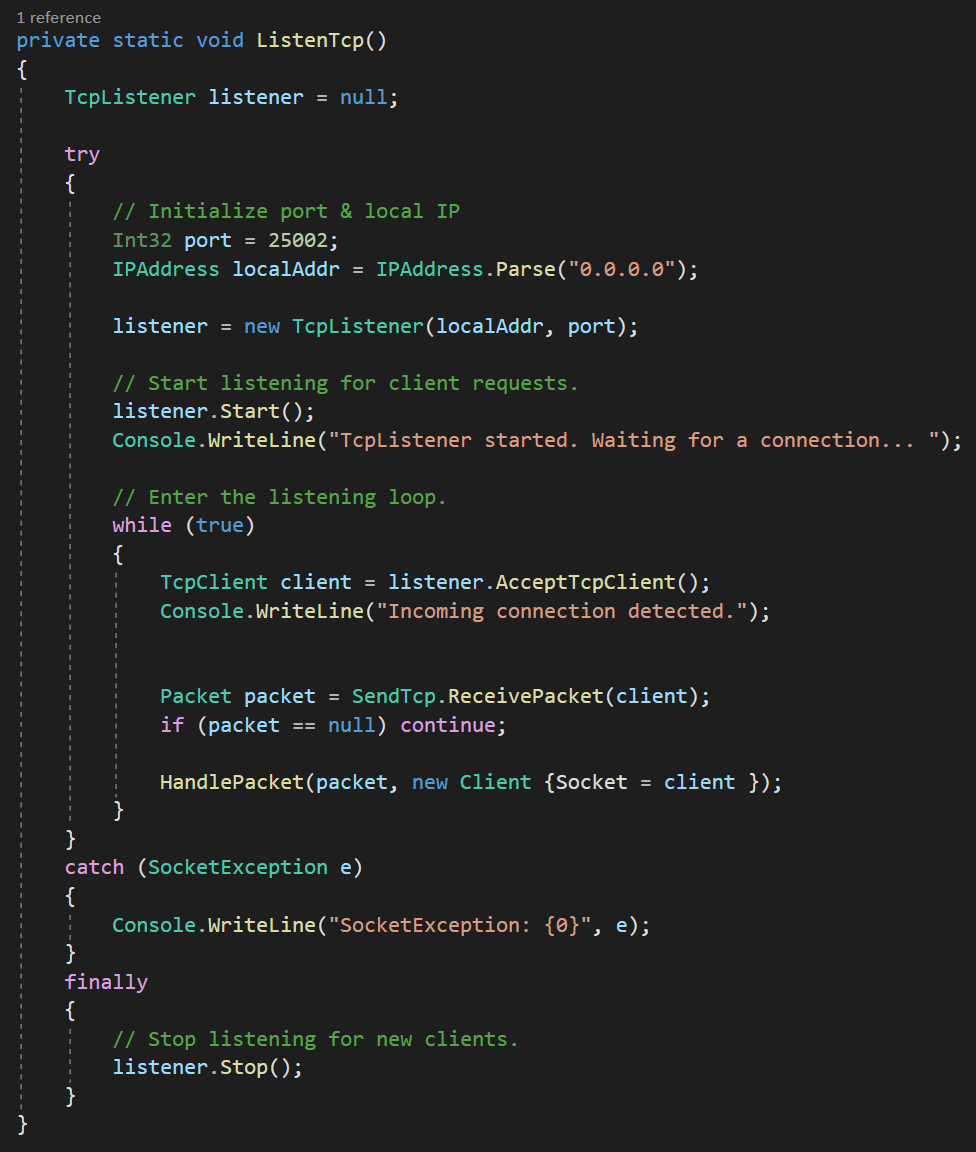 1 reference
private static void ListenTcp()
{
    TcpListener listener = null;

    try
    {
        // Initialize port & local IP
        Int32 port = 25002;
        IPAddress localAddr = IPAddress.Parse("0.0.0.0");

        listener = new TcpListener(localAddr, port);

        // Start listening for client requests.
        listener.Start();
        Console.WriteLine("TcpListener started. Waiting for a connection... ");

        // Enter the listening loop.
        while (true)
        {
            TcpClient client = listener.AcceptTcpClient();
            Console.WriteLine("Incoming connection detected.");


            Packet packet = SendTcp.ReceivePacket(client);
            if (packet == null) continue;

            HandlePacket(packet, new Client {Socket = client });
        }
    }
    catch (SocketException e)
    {
        Console.WriteLine("SocketException: {0}", e);
    }
    finally
    {
        // Stop listening for new clients.
        listener.Stop();
    }
}